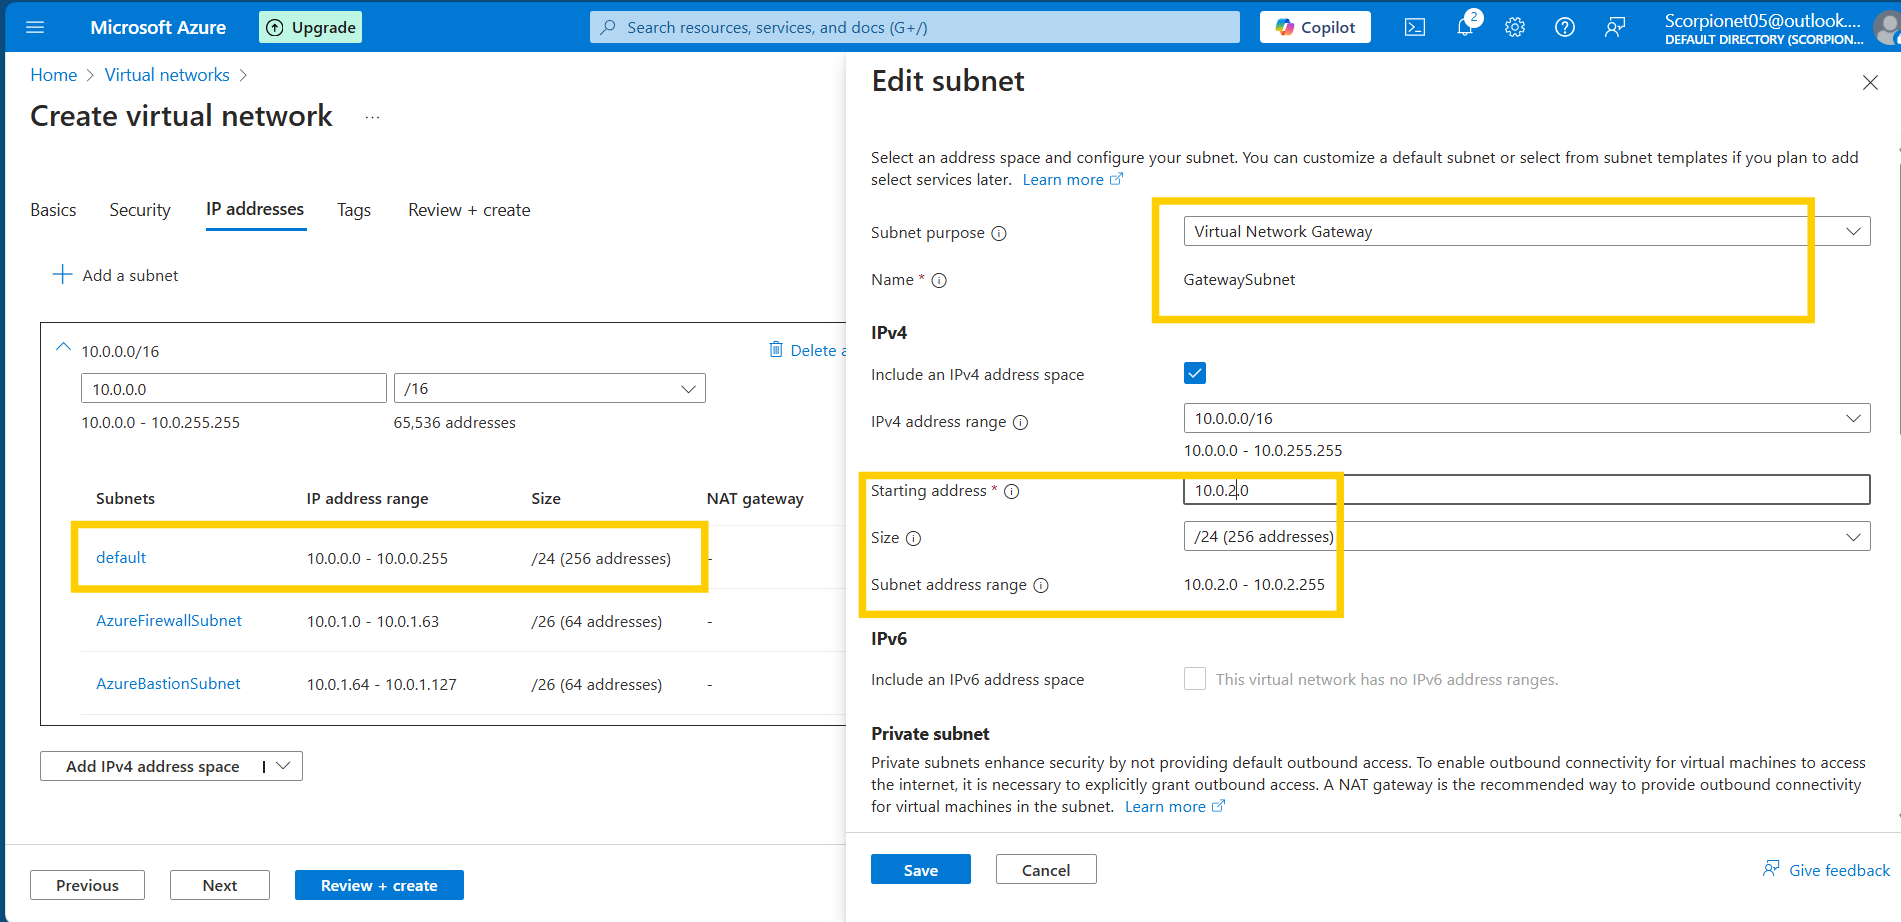 Microsoft Azure
Upgrade
Search resources, services, and docs (G+/)
Copilot
2
Scorpionet05@outlook....
DEFAULT DIRECTORY (SCORPION...
Home > Virtual networks >
Create virtual network ...
Basics Security IP addresses Tags Review + create
+ Add a subnet
10.0.0.0/16
Delete a
10.0.0.0
/16
10.0.0.0 - 10.0.255.255
65,536 addresses
Subnets IP address range Size NAT gateway
default 10.0.0.0 - 10.0.0.255 /24 (256 addresses) -
AzureFirewallSubnet 10.0.1.0 - 10.0.1.63 /26 (64 addresses) -
AzureBastionSubnet 10.0.1.64 - 10.0.1.127 /26 (64 addresses) -
Add IPv4 address space
Previous
Next
Review + create
Edit subnet
Select an address space and configure your subnet. You can customize a default subnet or select from subnet templates if you plan to add
select services later. Learn more
Subnet purpose Virtual Network Gateway
Name * GatewaySubnet
IPv4
Include an IPv4 address space
IPv4 address range 10.0.0.0/16
10.0.0.0 - 10.0.255.255
Starting address * 10.0.2.0
Size /24 (256 addresses)
Subnet address range 10.0.2.0 - 10.0.2.255
IPv6
Include an IPv6 address space This virtual network has no IPv6 address ranges.
Private subnet
Private subnets enhance security by not providing default outbound access. To enable outbound connectivity for virtual machines to access
the internet, it is necessary to explicitly grant outbound access. A NAT gateway is the recommended way to provide outbound connectivity
for virtual machines in the subnet. Learn more
Save
Cancel
Give feedback